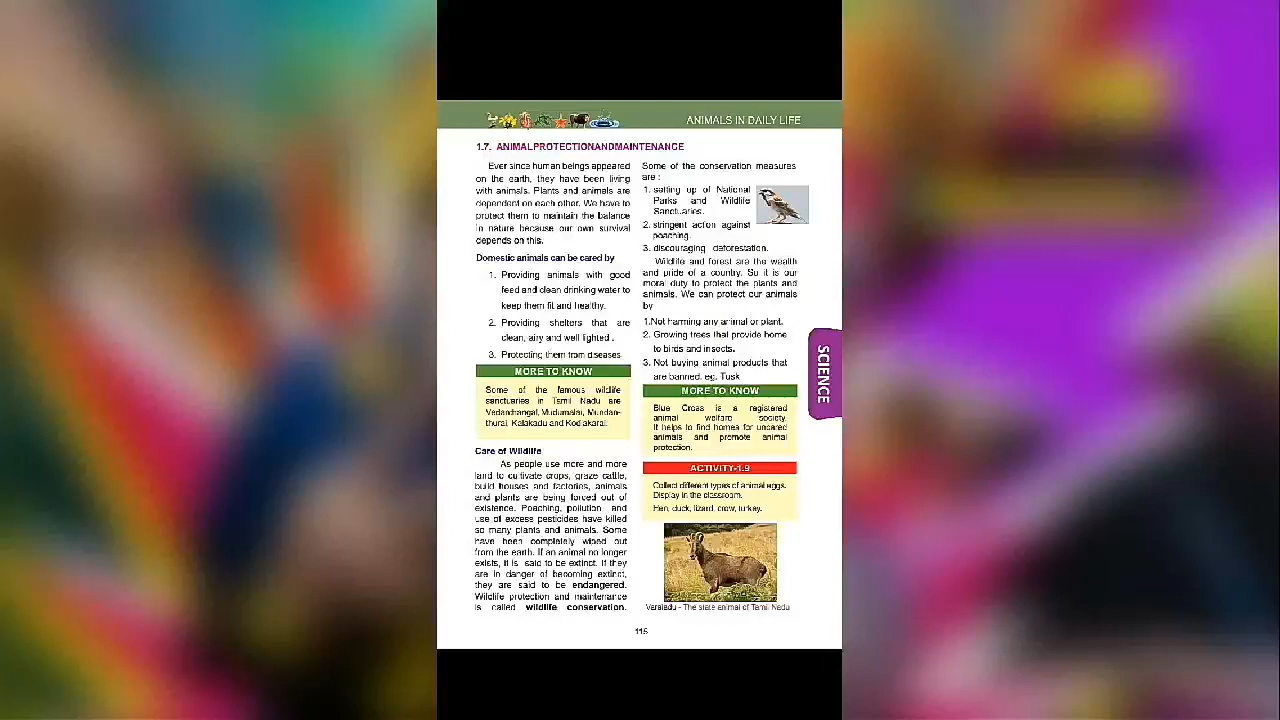 ANIMALS IN DAILY LIFE
1.7. ANIMALPROTECTIONANDMAINTENANCE
Ever since human beings appeared
on the earth, they have been living
with animals. Plants and animals are
dependent on each other. We have to
protect them to maintain the balance
in nature because our own survival
depends on this.
Domestic animals can be cared by
1. Providing animals with good
feed and clean drinking water to
keep them fit and healthy.
2. Providing shelters that are
clean, airy and well lighted .
3. Protecting them from diseases
MORE TO KNOW
Some of the famous wildlife
sanctuaries in Tamil Nadu are
Vedanthangal, Mudumalai, Mundan-
thurai, Kalakadu and Kodiakarai.
Care of Wildlife
As people use more and more
land to cultivate crops, graze cattle,
build houses and factories, animals
and plants are being forced out of
existence. Poaching, pollution and
use of excess pesticides have killed
so many plants and animals. Some
have been completely wiped out
from the earth. If an animal no longer
exists, it is said to be extinct. If they
are in danger of becoming extinct,
they are said to be endangered.
Wildlife protection and maintenance
is called wildlife conservation.
Some of the conservation measures
are :
1. setting up of National
Parks and Wildlife
Sanctuaries.
2. stringent action against
poaching.
3. discouraging deforestation.
Wildlife and forest are the wealth
and pride of a country. So it is our
moral duty to protect the plants and
animals. We can protect our animals
by
1.Not harming any animal or plant.
2. Growing trees that provide home
to birds and insects.
3. Not buying animal products that
are banned. eg. Tusk
MORE TO KNOW
Blue Cross is a registered
animal welfare society.
It helps to find homes for uncared
animals and promote animal
protection.
ACTIVITY-1.9
Collect different types of animal eggs.
Display in the classroom.
Hen, duck, lizard, crow, turkey.
Varaiadu - The state animal of Tamil Nadu
SCIENCE
115